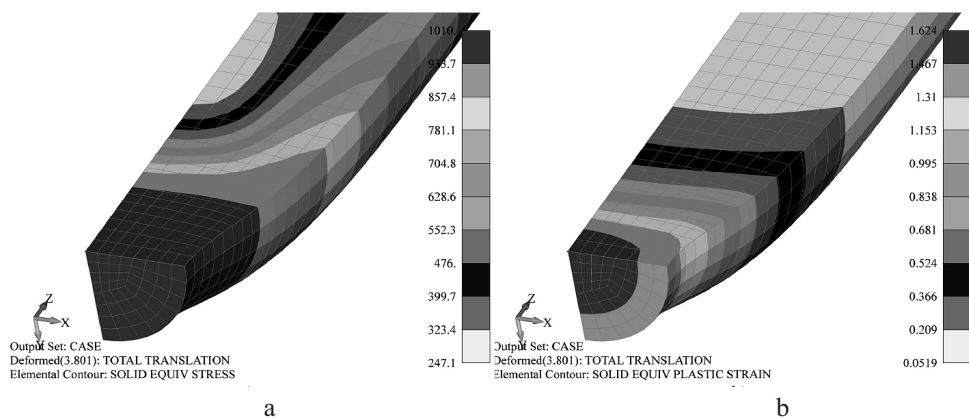 1010.
933.7
857.4
781.1
704.8
628.6
552.3
476.
399.7
323.4
247.1
Z
X
Y
Output Set: CASE
Deformed(3.801): TOTAL TRANSLATION
Elemental Contour: SOLID EQUIV STRESS
a
1.624
1.467
1.31
1.153
0.995
0.838
0.681
0.524
0.366
0.209
0.0519
Z
X
Y
Output Set: CASE
Deformed(3.801): TOTAL TRANSLATION
Elemental Contour: SOLID EQUIV PLASTIC STRAIN
b